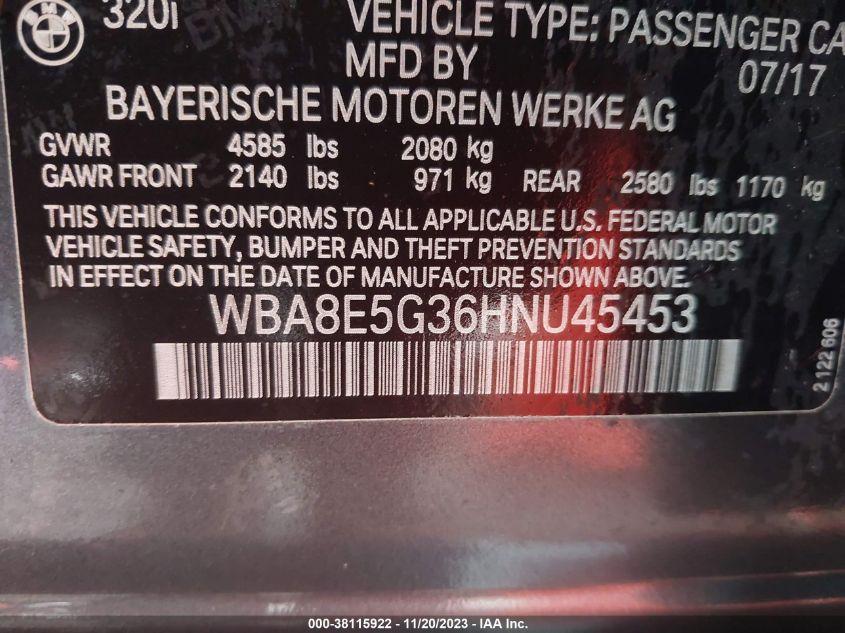 BMW
320i VEHICLE TYPE: PASSENGER CA
MFD BY 07/17
BAYERISCHE MOTOREN WERKE AG
GVWR 4585 lbs 2080 kg
GAWR FRONT 2140 lbs 971 kg REAR 2580 lbs 1170 kg
THIS VEHICLE CONFORMS TO ALL APPLICABLE U.S. FEDERAL MOTOR
VEHICLE SAFETY, BUMPER AND THEFT PREVENTION STANDARDS
IN EFFECT ON THE DATE OF MANUFACTURE SHOWN ABOVE.
WBA8E5G36HNU45453
2122606
000-38115922 - 11/20/2023 - IAA Inc.